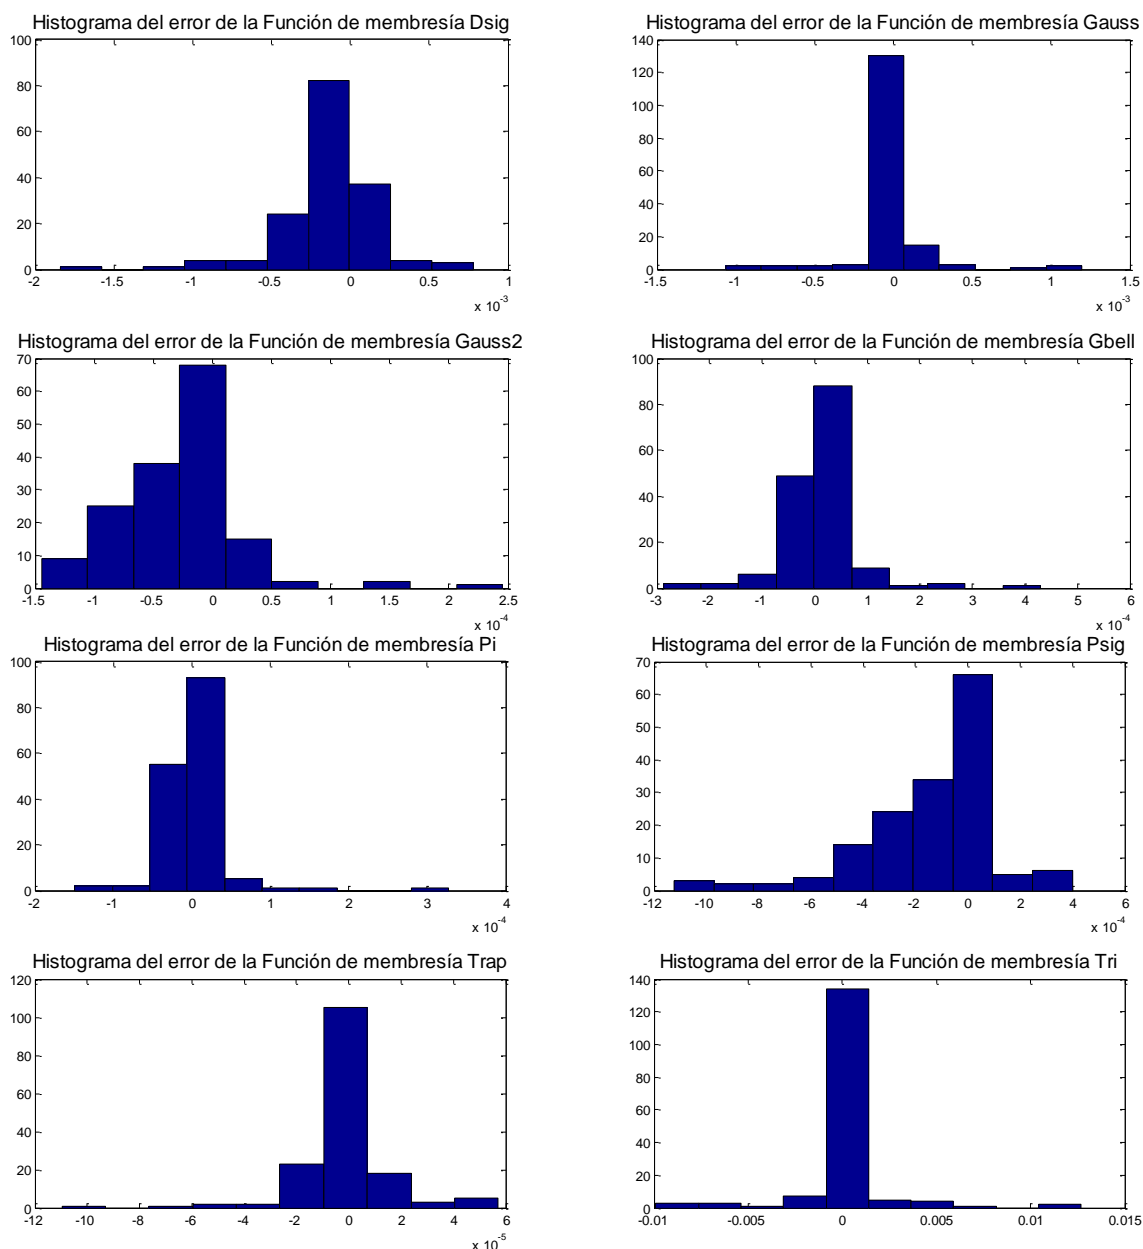 Histograma del error de la Función de membresía Dsig
100
80
60
40
20
0
-2 -1.5 -1 -0.5 0 0.5 1
x 10^-3
Histograma del error de la Función de membresía Gauss
140
120
100
80
60
40
20
0
-1.5 -1 -0.5 0 0.5 1 1.5
x 10^-3
Histograma del error de la Función de membresía Gauss2
70
60
50
40
30
20
10
0
-1.5 -1 -0.5 0 0.5 1 1.5 2 2.5
x 10^-4
Histograma del error de la Función de membresía Gbell
100
80
60
40
20
0
-3 -2 -1 0 1 2 3 4 5 6
x 10^-4
Histograma del error de la Función de membresía Pi
100
80
60
40
20
0
-2 -1 0 1 2 3 4
x 10^-4
Histograma del error de la Función de membresía Psig
70
60
50
40
30
20
10
0
-12 -10 -8 -6 -4 -2 0 2 4 6
x 10^-4
Histograma del error de la Función de membresía Trap
120
100
80
60
40
20
0
-12 -10 -8 -6 -4 -2 0 2 4 6
x 10^-5
Histograma del error de la Función de membresía Tri
140
120
100
80
60
40
20
0
-0.01 -0.005 0 0.005 0.01 0.015